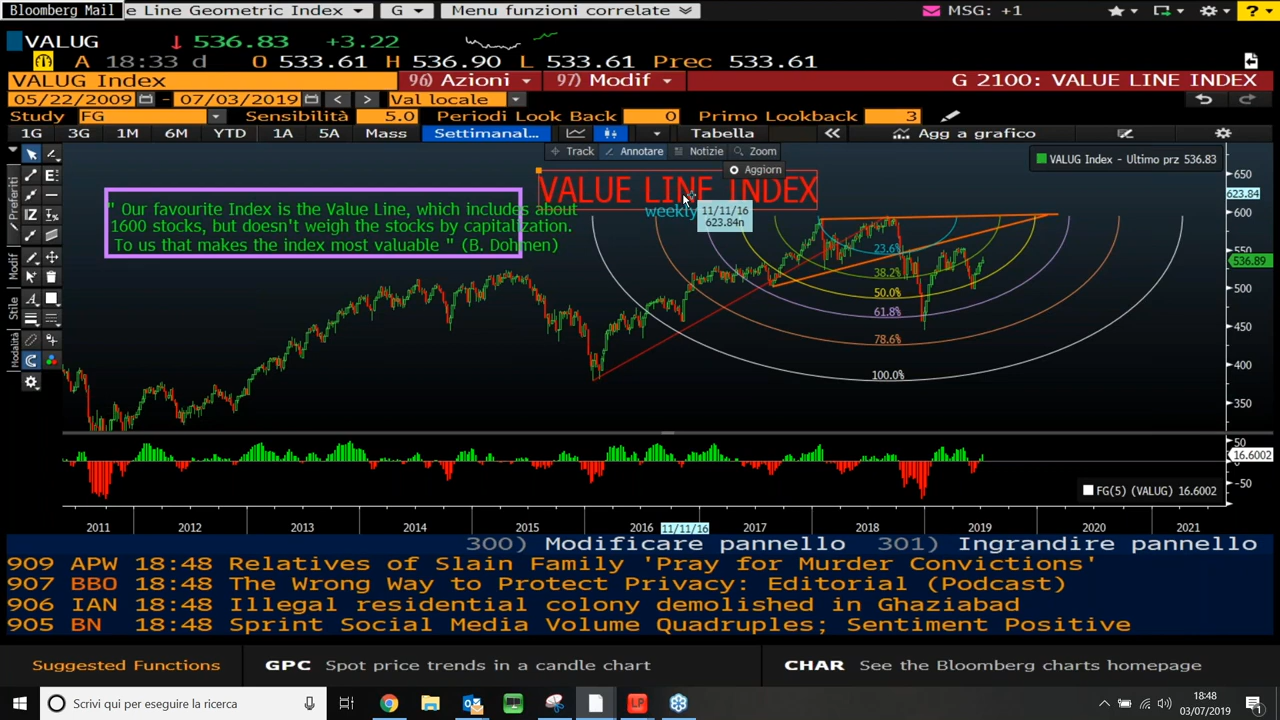 Bloomberg Mail e Line Geometric Index G Menu funzioni correlate MSG: +1 ?
VALUG 536.83 +3.22
A 18:33 d O 533.61 H 536.90 L 533.61 Prec 533.61
VALUG Index 96) Azioni 97) Modif G 2100: VALUE LINE INDEX
05/22/2009 - 07/03/2019 < > Val locale
Study FG Sensibilità 5.0 Periodi Look Back 0 Primo Lookback 3
1G 3G 1M 6M YTD 1A 5A Mass Settimanal... Tabella Agg a grafico
Track Annotare Notizie Zoom
VALUG Index - Ultimo prz 536.83
Aggiorn
VALUE LINE INDEX
weekly
11/11/16
623.84n
" Our favourite Index is the Value Line, which includes about
1600 stocks, but doesn't weigh the stocks by capitalization.
To us that makes the index most valuable " (B. Dohmen)
Preferiti
Modif
Stile
Modalità
23.6%
38.2%
50.0%
61.8%
78.6%
100.0%
650
623.84
600
550
536.89
500
450
400
350
50
16.6002
0
-50
FG(5) (VALUG) 16.6002
2011 2012 2013 2014 2015 2016 11/11/16 2017 2018 2019 2020 2021
300) Modificare pannello 301) Ingrandire pannello
909 APW 18:48 Relatives of Slain Family 'Pray for Murder Convictions'
907 BBO 18:48 The Wrong Way to Protect Privacy: Editorial (Podcast)
906 IAN 18:48 Illegal residential colony demolished in Ghaziabad
905 BN 18:48 Sprint Social Media Volume Quadruples; Sentiment Positive
Suggested Functions GPC Spot price trends in a candle chart CHAR See the Bloomberg charts homepage
Scrivi qui per eseguire la ricerca LP 18:48
03/07/2019